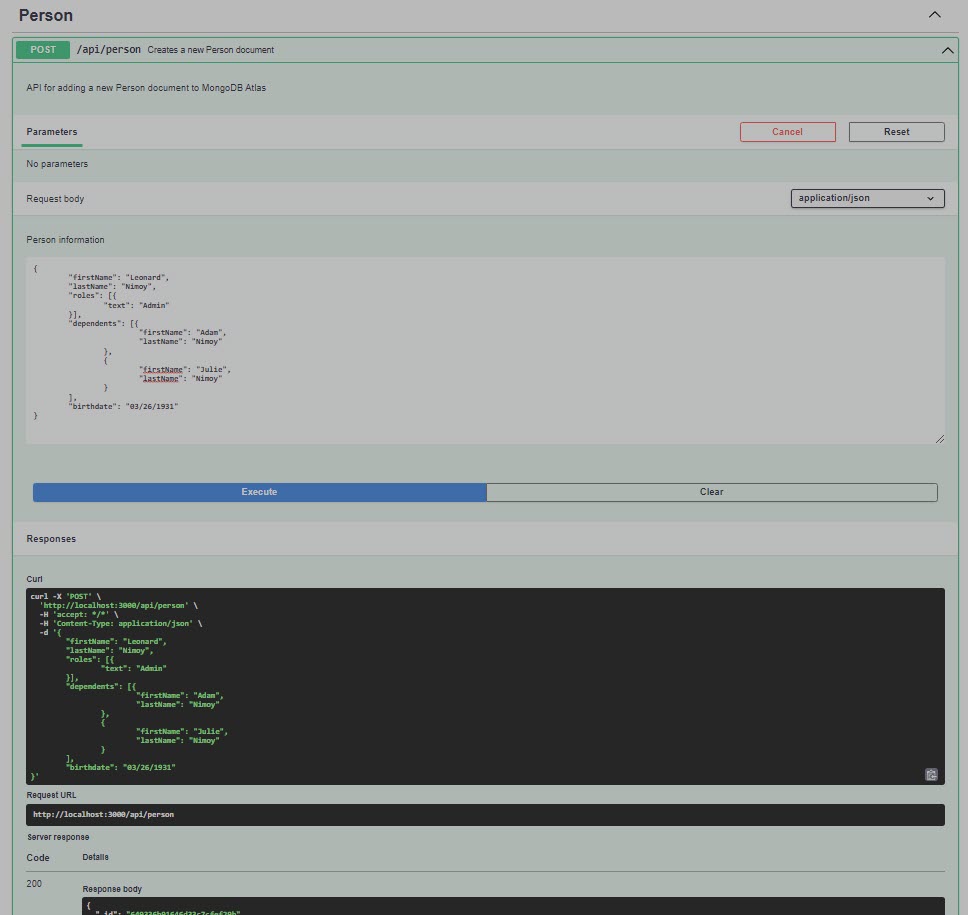 Person
POST /api/person Creates a new Person document
API for adding a new Person document to MongoDB Atlas
Parameters
Cancel
Reset
No parameters
Request body
application/json
Person information
{
"firstName": "Leonard",
"lastName": "Nimoy",
"roles": [{
"text": "Admin"
}],
"dependents": [{
"firstName": "Adam",
"lastName": "Nimoy"
},
{
"firstName": "Julie",
"lastName": "Nimoy"
}
],
"birthdate": "03/26/1931"
}
Execute
Clear
Responses
Curl
curl -X 'POST' \
'http://localhost:3000/api/person' \
-H 'accept: */*' \
-H 'Content-Type: application/json' \
-d '{
"firstName": "Leonard",
"lastName": "Nimoy",
"roles": [{
"text": "Admin"
}],
"dependents": [{
"firstName": "Adam",
"lastName": "Nimoy"
},
{
"firstName": "Julie",
"lastName": "Nimoy"
}
],
"birthdate": "03/26/1931"
}'
Request URL
http://localhost:3000/api/person
Server response
Code Details
200
Response body
{
"_id":